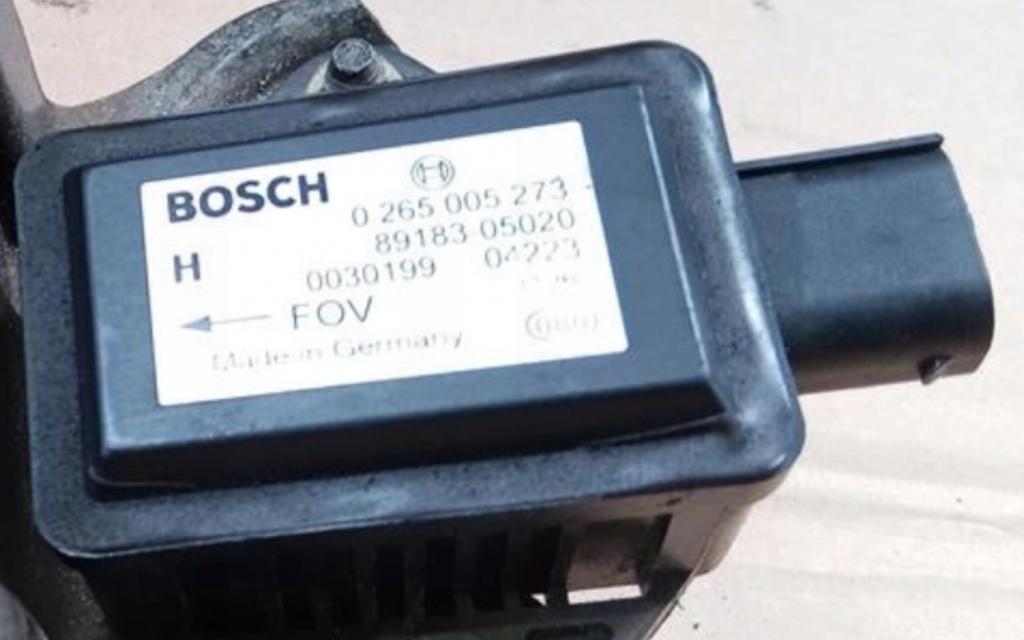 BOSCH
0 265 005 273
89183 05020
H 0030199 04223
← FOV
Made in Germany